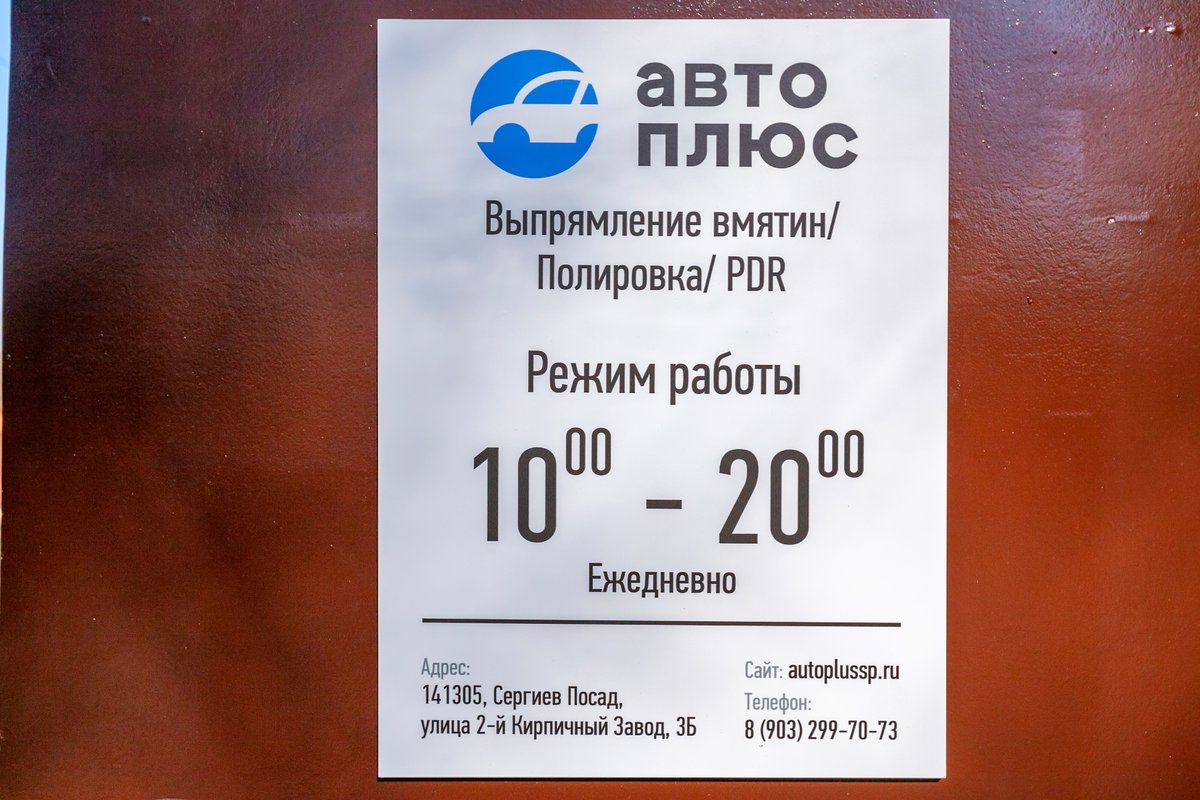 авто
плюс
Выпрямление вмятин/
Полировка/ PDR
Режим работы
10⁰⁰ – 20⁰⁰
Ежедневно
Адрес:
141305, Сергиев Посад,
улица 2-й Кирпичный Завод, 3Б
Сайт: autoplussp.ru
Телефон:
8 (903) 299-70-73